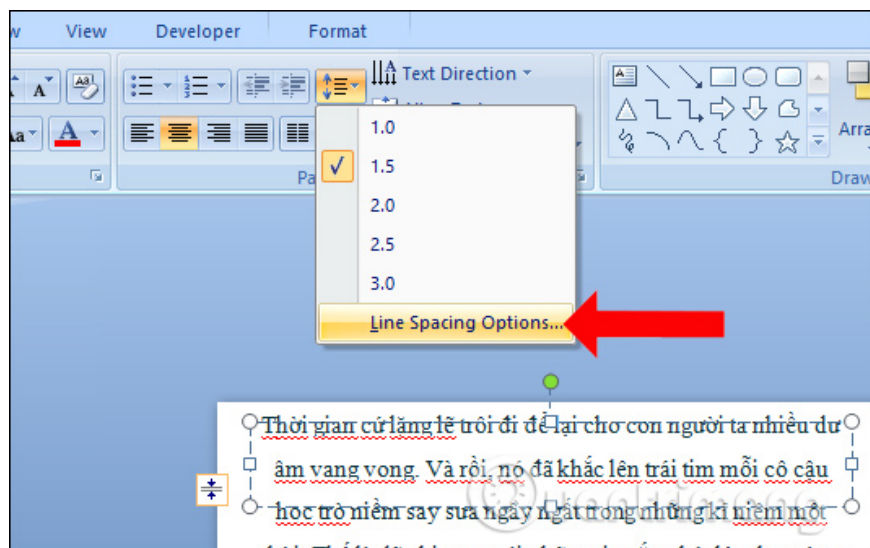 View Developer Format
Text Direction
1.0
1.5
2.0
2.5
3.0
Line Spacing Options...
Thời gian cứ lặng lẽ trôi đi để lại cho con người ta nhiều dư
âm vang vọng. Và rồi, nó đã khắc lên trái tim mỗi cô cậu
học trò niềm say sưa ngây ngất trong những kỉ niệm một